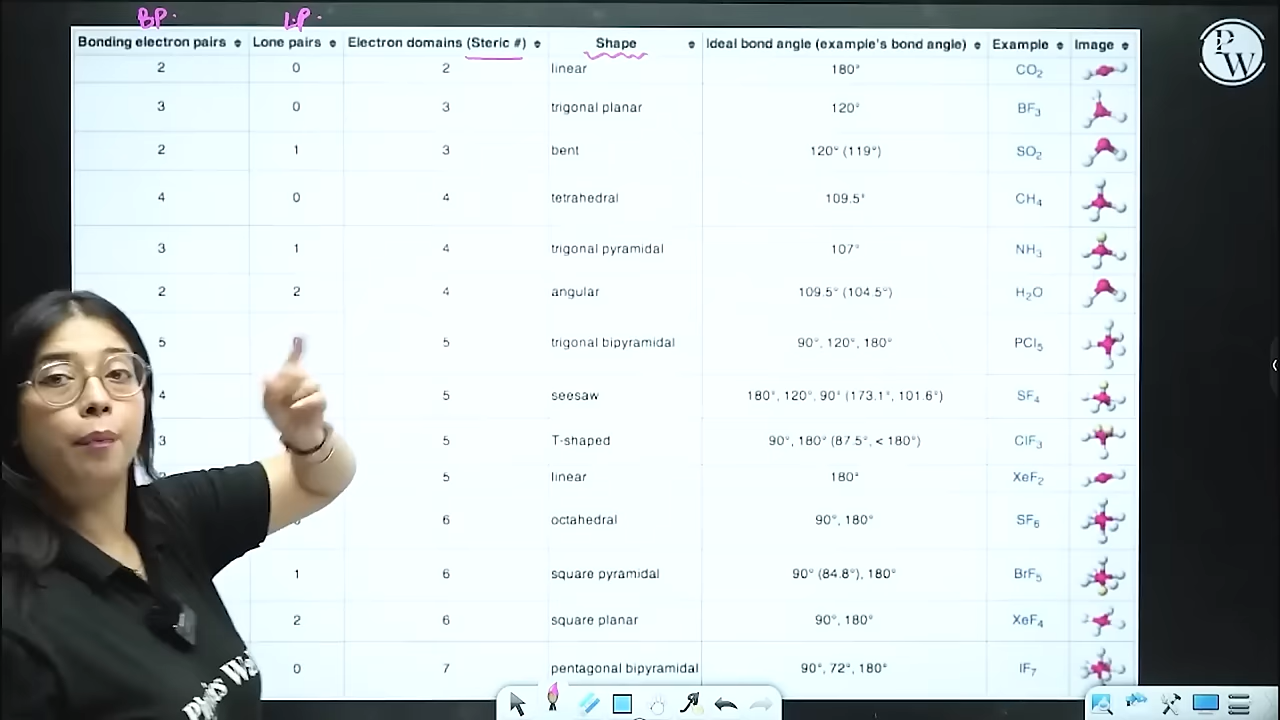 BP. LP.
PW
Bonding electron pairs Lone pairs Electron domains (Steric #) Shape Ideal bond angle (example's bond angle) Example Image
2 0 2 linear 180° CO2
3 0 3 trigonal planar 120° BF3
2 1 3 bent 120° (119°) SO2
4 0 4 tetrahedral 109.5° CH4
3 1 4 trigonal pyramidal 107° NH3
2 2 4 angular 109.5° (104.5°) H2O
5 5 trigonal bipyramidal 90°, 120°, 180° PCl5
4 5 seesaw 180°, 120°, 90° (173.1°, 101.6°) SF4
3 5 T-shaped 90°, 180° (87.5°, < 180°) ClF3
5 linear 180° XeF2
6 octahedral 90°, 180° SF6
1 6 square pyramidal 90° (84.8°), 180° BrF5
2 6 square planar 90°, 180° XeF4
0 7 pentagonal bipyramidal 90°, 72°, 180° IF7